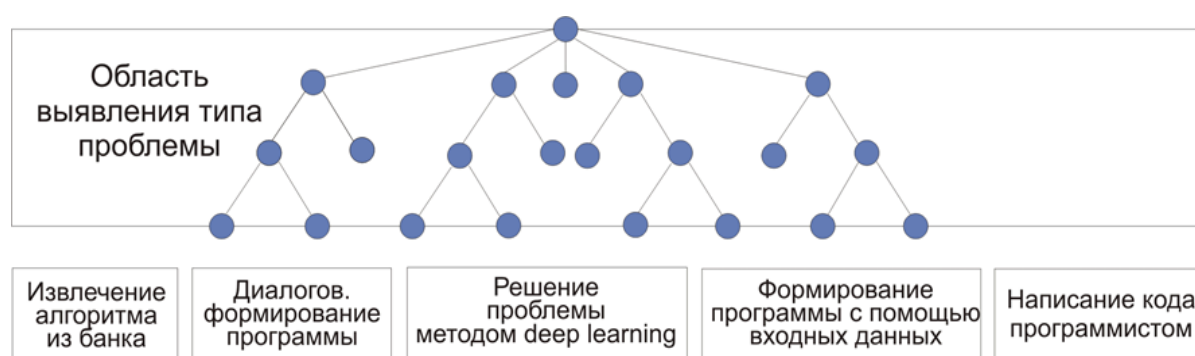 Область
выявления типа
проблемы
Извлечение
алгоритма
из банка
Диалогов.
формирование
программы
Решение
проблемы
методом deep learning
Формирование
программы с помощью
входных данных
Написание кода
программистом